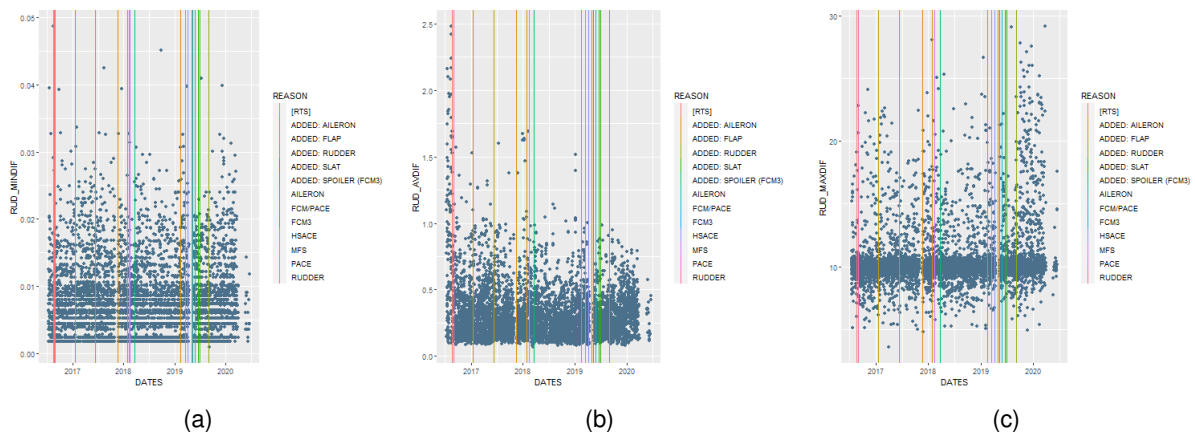 0.05
0.04
0.03
0.02
0.01
0.00
RUD_MINDIF
2017
2018
2019
2020
DATES
REASON
[RTS]
ADDED: AILERON
ADDED: FLAP
ADDED: RUDDER
ADDED: SLAT
ADDED: SPOILER (FCM3)
AILERON
FCM/PACE
FCM3
HSACE
MFS
PACE
RUDDER
(a)
2.5
2.0
1.5
1.0
0.5
0.0
RUD_AVDIF
2017
2018
2019
2020
DATES
REASON
[RTS]
ADDED: AILERON
ADDED: FLAP
ADDED: RUDDER
ADDED: SLAT
ADDED: SPOILER (FCM3)
AILERON
FCM/PACE
FCM3
HSACE
MFS
PACE
RUDDER
(b)
30
20
10
RUD_MAXDIF
2017
2018
2019
2020
DATES
REASON
[RTS]
ADDED: AILERON
ADDED: FLAP
ADDED: RUDDER
ADDED: SLAT
ADDED: SPOILER (FCM3)
AILERON
FCM/PACE
FCM3
HSACE
MFS
PACE
RUDDER
(c)